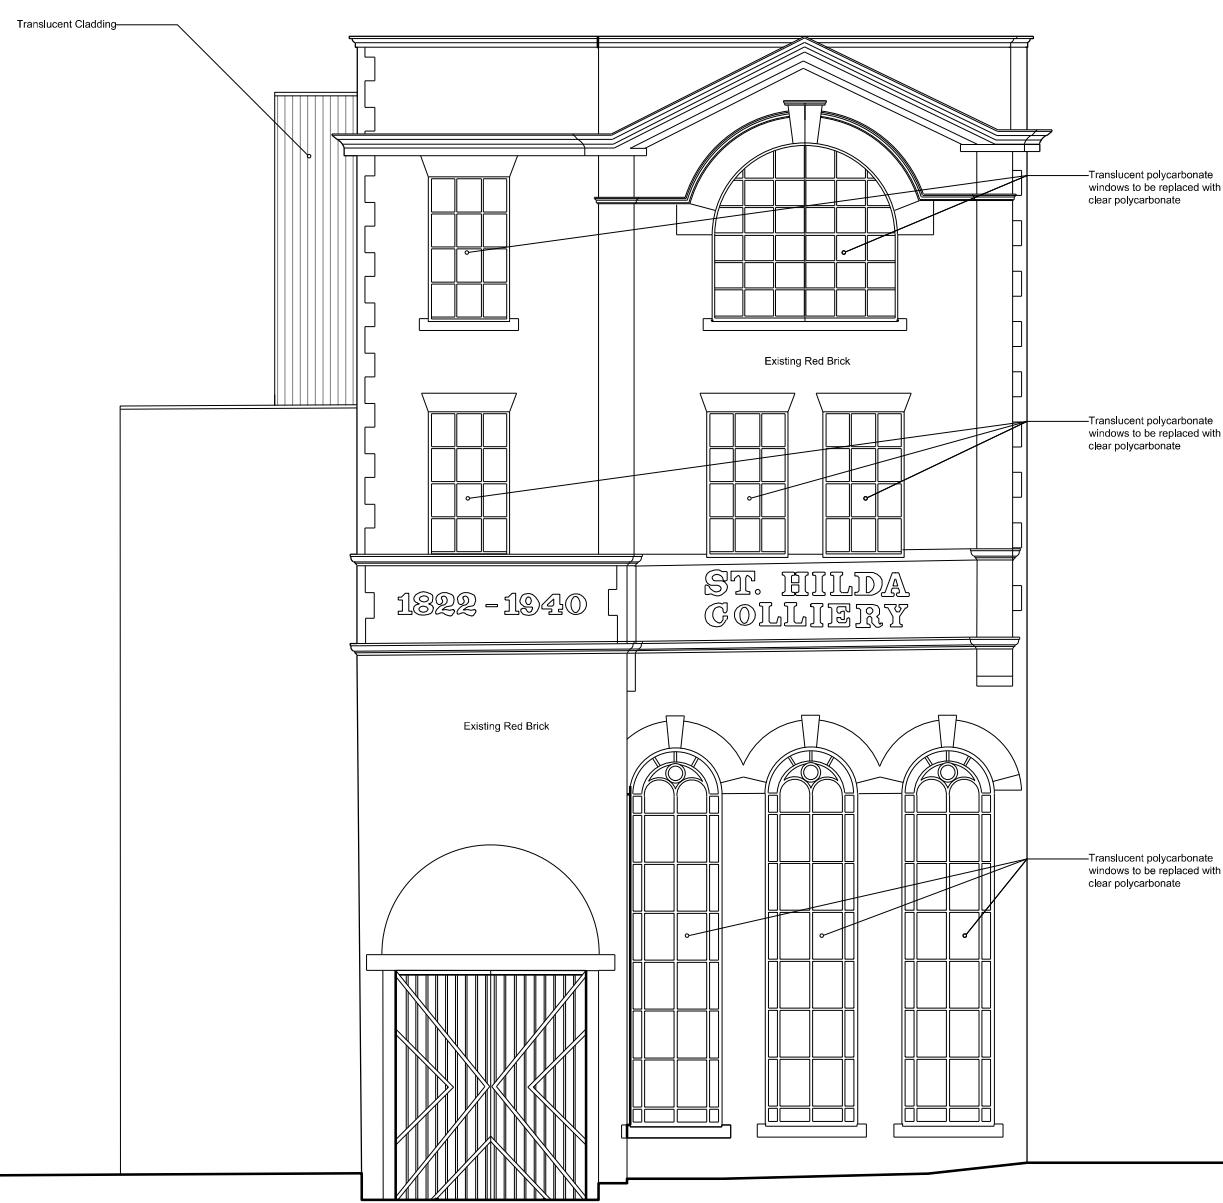 Translucent Cladding
Translucent polycarbonate
windows to be replaced with
clear polycarbonate
Existing Red Brick
Translucent polycarbonate
windows to be replaced with
clear polycarbonate
ST. HILDA
COLLIERY
1822 - 1940
Existing Red Brick
Translucent polycarbonate
windows to be replaced with
clear polycarbonate